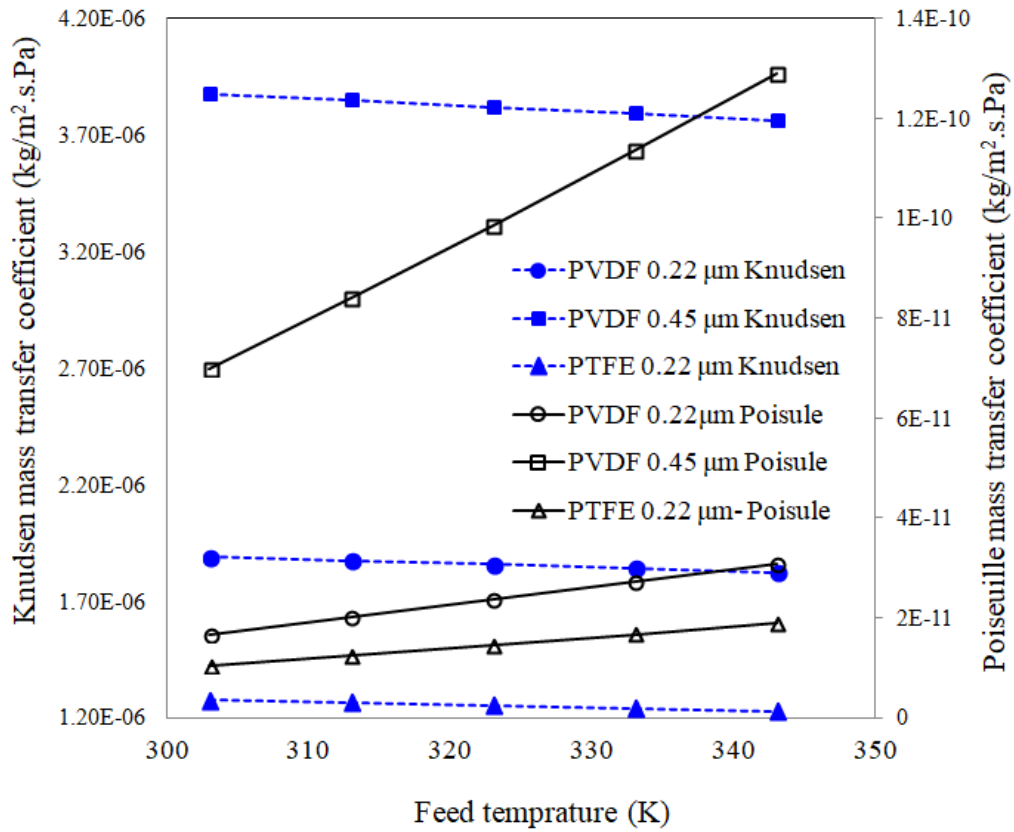 Knudsen mass transfer coefficient (kg/m².s.Pa)
4.20E-06
3.70E-06
3.20E-06
2.70E-06
2.20E-06
1.70E-06
1.20E-06
PVDF 0.22 μm Knudsen
PVDF 0.45 μm Knudsen
PTFE 0.22 μm Knudsen
PVDF 0.22μm Poisule
PVDF 0.45 μm Poisule
PTFE 0.22 μm- Poisule
1.4E-10
1.2E-10
1E-10
8E-11
6E-11
4E-11
2E-11
0
Poiseuille mass transfer coefficient (kg/m².s.Pa)
300 310 320 330 340 350
Feed temprature (K)